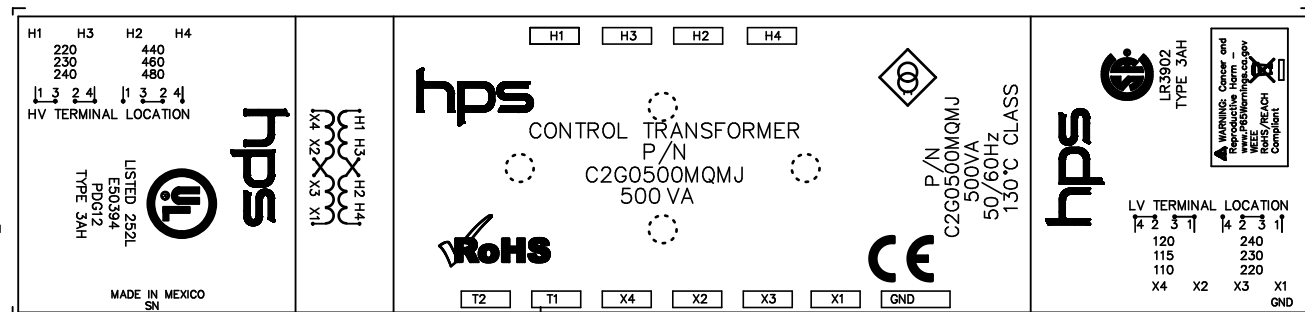 H1 H3 H2 H4
220 440
230 460
240 480
1 3 2 4 1 3 2 4
HV TERMINAL LOCATION
hps
UL
LISTED 252L
E50394
PDG12
TYPE 3AH
MADE IN MEXICO
SN
H1 H3 H2 H4
X4 X2 X3 X1
H1 H3 H2 H4
hps
CONTROL TRANSFORMER
P/N
C2G0500MQMJ
500 VA
RoHS
CE
P/N
C2G0500MQMJ
500VA
50/60Hz
130°C CLASS
T2 T1 X4 X2 X3 X1 GND
hps
LR3902
TYPE 3AH
WARNING: Cancer and
Reproductive Harm -
www.P65Warnings.ca.gov
WEEE
RoHS/REACH
Compliant
LV TERMINAL LOCATION
4 2 3 1 4 2 3 1
120 240
115 230
110 220
X4 X2 X3 X1
GND